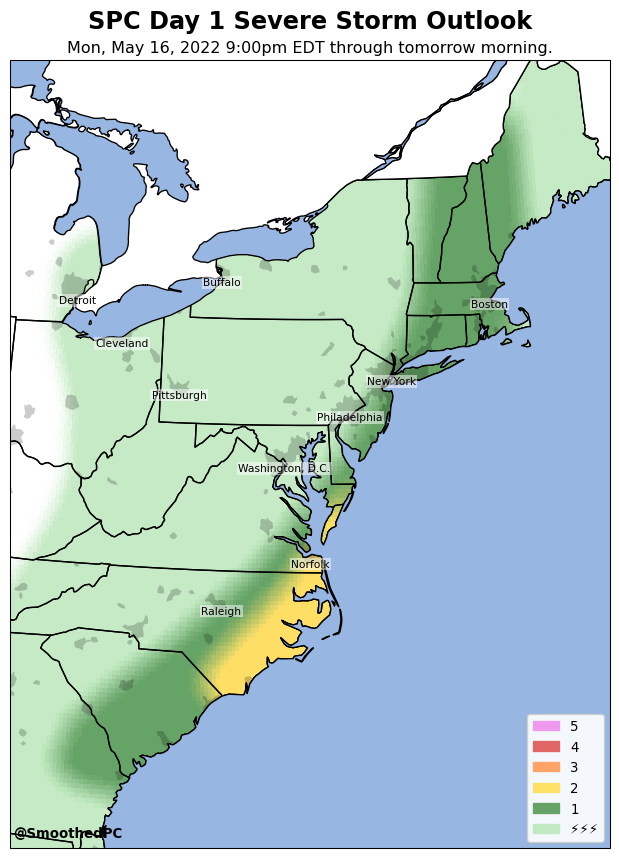 SPC Day 1 Severe Storm Outlook
Mon, May 16, 2022 9:00pm EDT through tomorrow morning.
Buffalo
Detroit
Boston
Cleveland
New York
Pittsburgh
Philadelphia
Washington, D.C.
Norfolk
Raleigh
5
4
3
2
1
⚡⚡⚡
@SmoothedPC